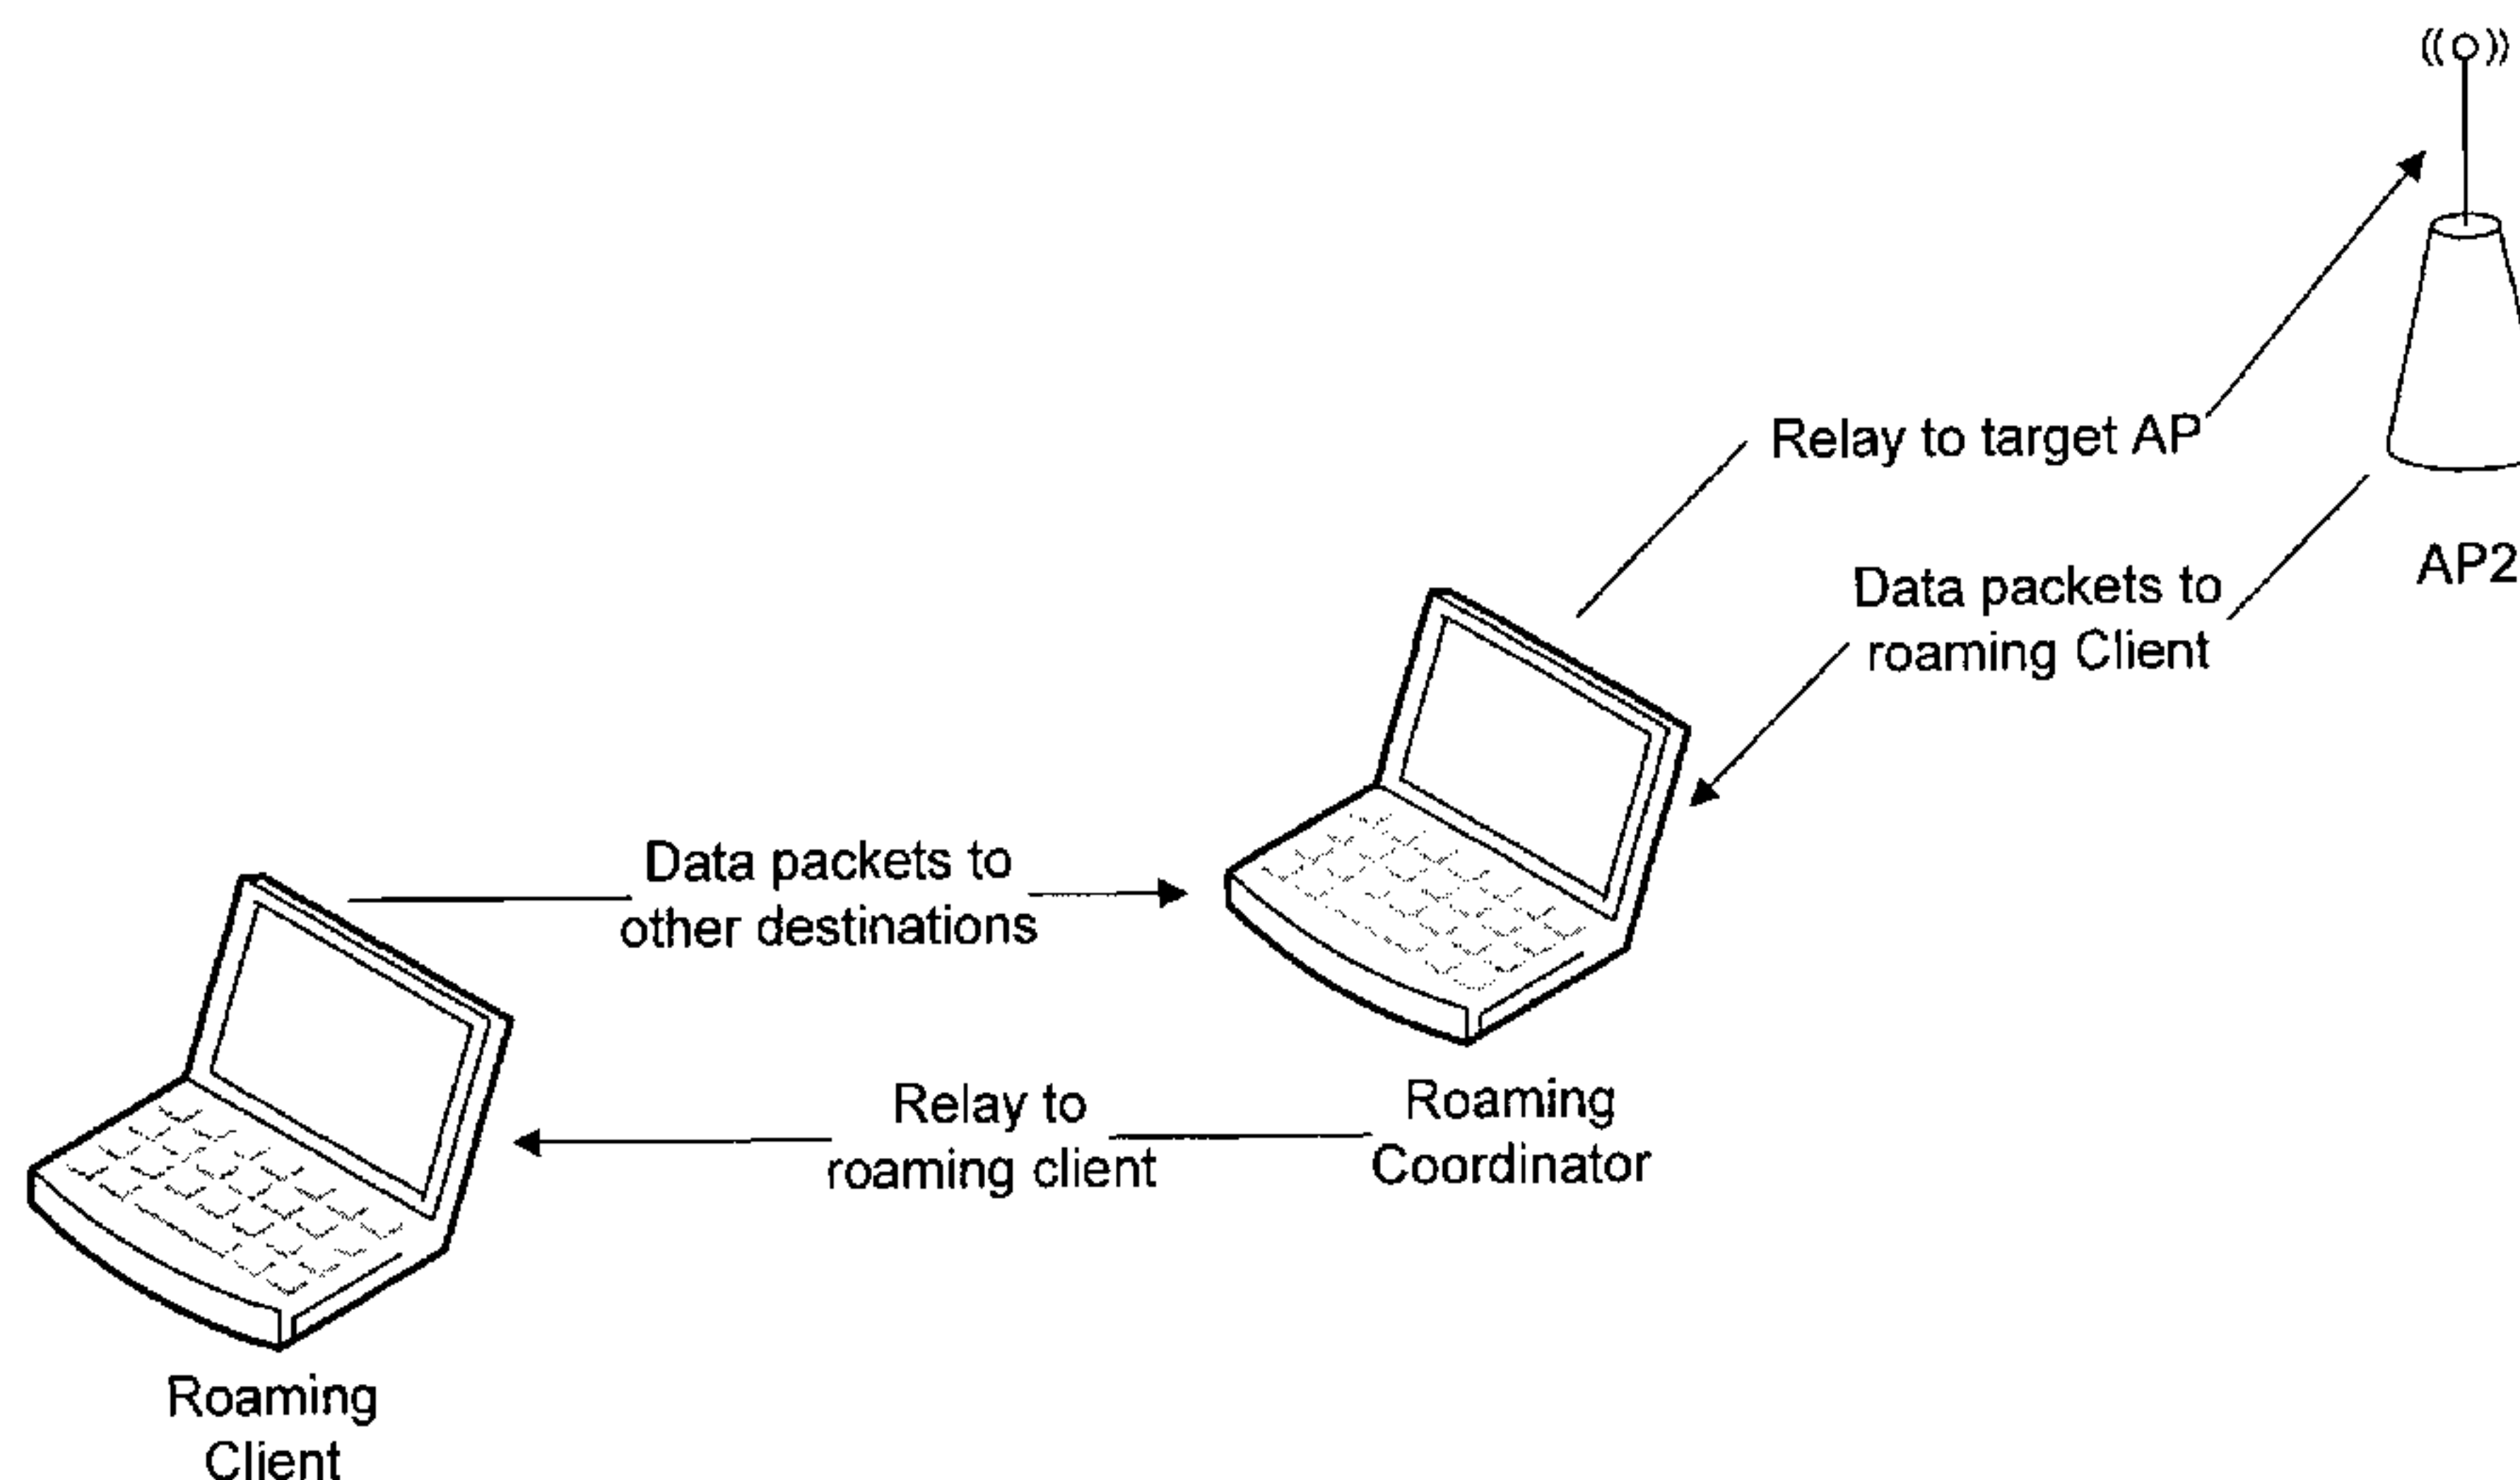 Relay to target AP
AP2
Data packets to
roaming Client
Data packets to
other destinations
Relay to
roaming client
Roaming
Coordinator
Roaming
Client